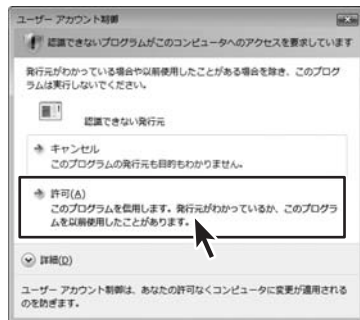 ユーザー アカウント制御
認識できないプログラムがこのコンピュータへのアクセスを要求しています
発行元がわかっている場合や以前使用したことがある場合を除き、このプログ
ラムは実行しないでください。
認識できない発行元
キャンセル
このプログラムの発行元も目的もわかりません。
許可(A)
このプログラムを信用します。発行元がわかっているか、このプログラ
ムを以前使用したことがあります。
詳細(D)
ユーザー アカウント制御は、あなたの許可なくコンピュータに変更が適用される
のを防ぎます。